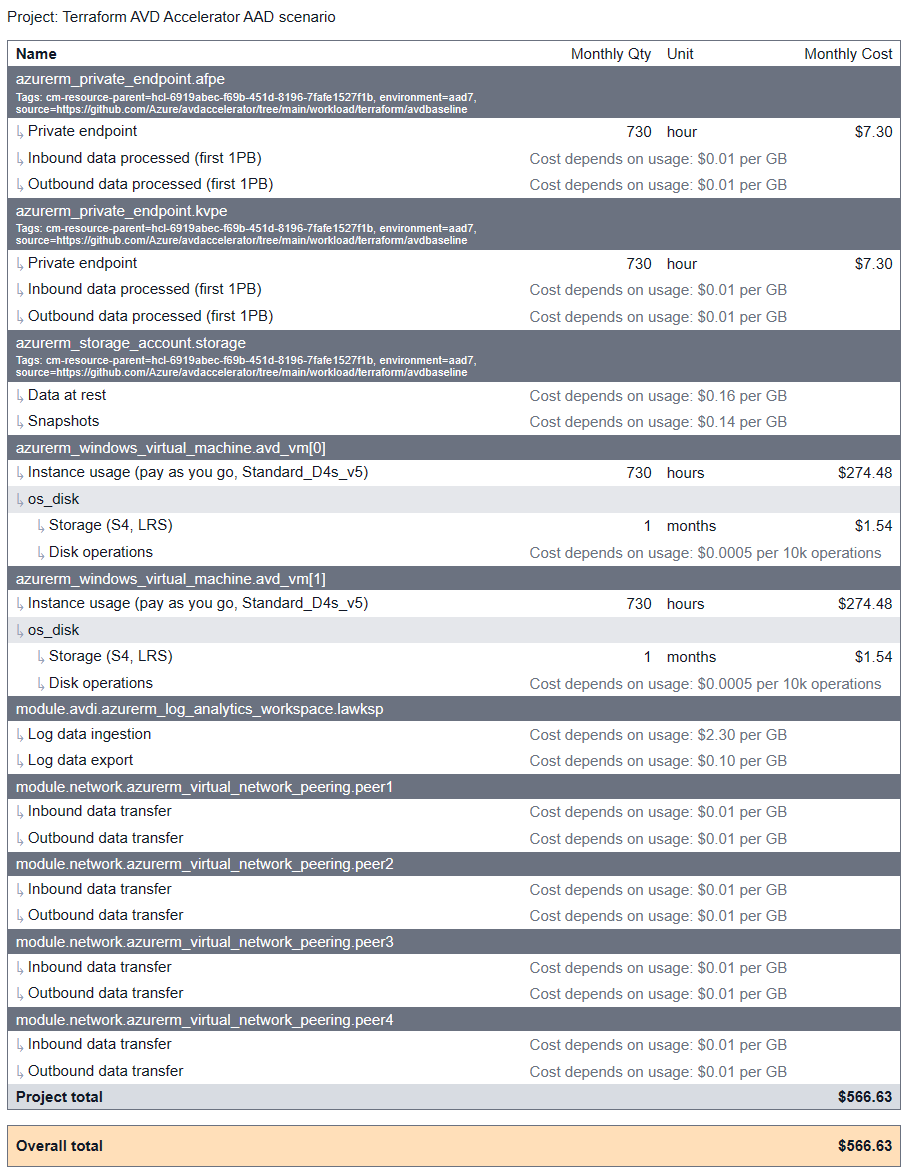 Project: Terraform AVD Accelerator AAD scenario
Name Monthly Qty Unit Monthly Cost
azurerm_private_endpoint.afpe
Tags: cm-resource-parent=hcl-6919abec-f69b-451d-8196-7fafe1527f1b, environment=aad7,
source=https://github.com/Azure/avdaccelerator/tree/main/workload/terraform/avdbaseline
↳ Private endpoint 730 hour $7.30
↳ Inbound data processed (first 1PB) Cost depends on usage: $0.01 per GB
↳ Outbound data processed (first 1PB) Cost depends on usage: $0.01 per GB
azurerm_private_endpoint.kvpe
Tags: cm-resource-parent=hcl-6919abec-f69b-451d-8196-7fafe1527f1b, environment=aad7,
source=https://github.com/Azure/avdaccelerator/tree/main/workload/terraform/avdbaseline
↳ Private endpoint 730 hour $7.30
↳ Inbound data processed (first 1PB) Cost depends on usage: $0.01 per GB
↳ Outbound data processed (first 1PB) Cost depends on usage: $0.01 per GB
azurerm_storage_account.storage
Tags: cm-resource-parent=hcl-6919abec-f69b-451d-8196-7fafe1527f1b, environment=aad7,
source=https://github.com/Azure/avdaccelerator/tree/main/workload/terraform/avdbaseline
↳ Data at rest Cost depends on usage: $0.16 per GB
↳ Snapshots Cost depends on usage: $0.14 per GB
azurerm_windows_virtual_machine.avd_vm[0]
↳ Instance usage (pay as you go, Standard_D4s_v5) 730 hours $274.48
↳ os_disk
↳ Storage (S4, LRS) 1 months $1.54
↳ Disk operations Cost depends on usage: $0.0005 per 10k operations
azurerm_windows_virtual_machine.avd_vm[1]
↳ Instance usage (pay as you go, Standard_D4s_v5) 730 hours $274.48
↳ os_disk
↳ Storage (S4, LRS) 1 months $1.54
↳ Disk operations Cost depends on usage: $0.0005 per 10k operations
module.avdi.azurerm_log_analytics_workspace.lawksp
↳ Log data ingestion Cost depends on usage: $2.30 per GB
↳ Log data export Cost depends on usage: $0.10 per GB
module.network.azurerm_virtual_network_peering.peer1
↳ Inbound data transfer Cost depends on usage: $0.01 per GB
↳ Outbound data transfer Cost depends on usage: $0.01 per GB
module.network.azurerm_virtual_network_peering.peer2
↳ Inbound data transfer Cost depends on usage: $0.01 per GB
↳ Outbound data transfer Cost depends on usage: $0.01 per GB
module.network.azurerm_virtual_network_peering.peer3
↳ Inbound data transfer Cost depends on usage: $0.01 per GB
↳ Outbound data transfer Cost depends on usage: $0.01 per GB
module.network.azurerm_virtual_network_peering.peer4
↳ Inbound data transfer Cost depends on usage: $0.01 per GB
↳ Outbound data transfer Cost depends on usage: $0.01 per GB
Project total $566.63
Overall total $566.63